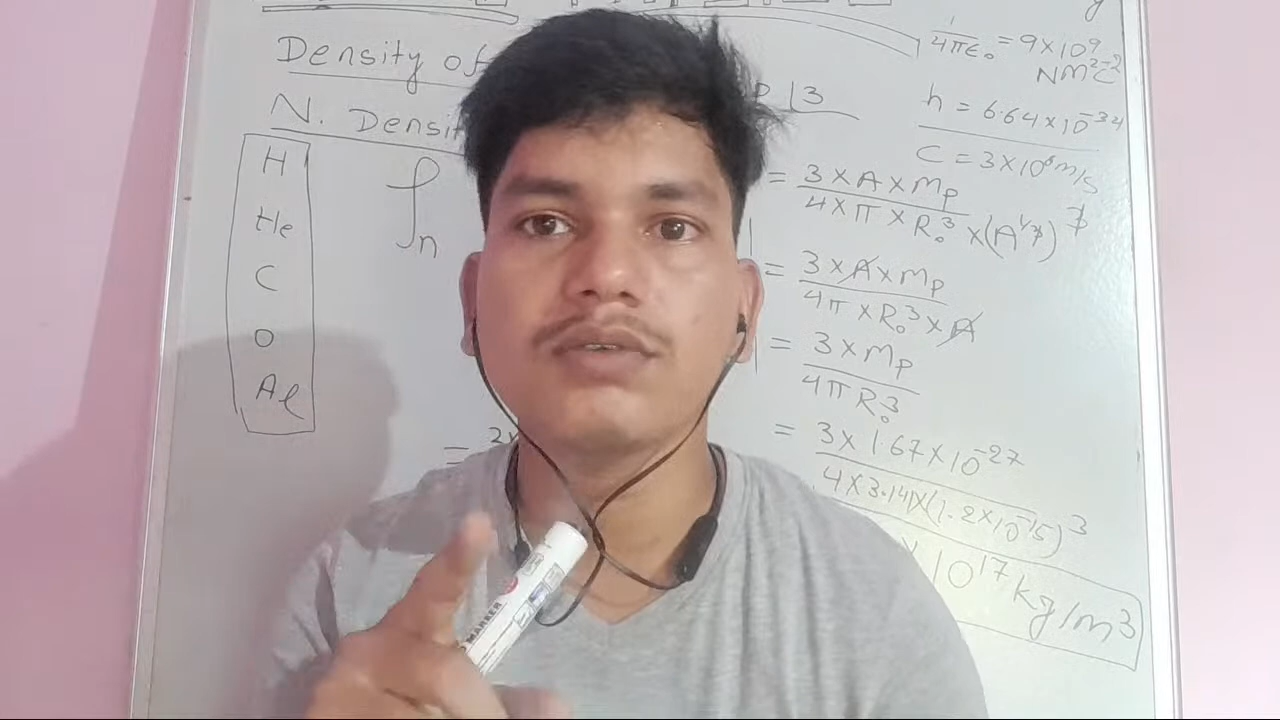 Density of
P 13
N. Densit
1/4πε₀ = 9×10⁹
Nm²C⁻²
h = 6.64×10⁻³⁴
C = 3×10⁸ m/s
H
He
C
O
Al
ρn
= 3×A×Mp / 4×π×R₀³×(A^1/3)³
= 3×A×Mp / 4π×R₀³×A
= 3×Mp / 4πR₀³
= 3×1.67×10⁻²⁷ / 4×3.14×(1.2×10⁻¹⁵)³
×10¹⁷ kg/m³
MARKER